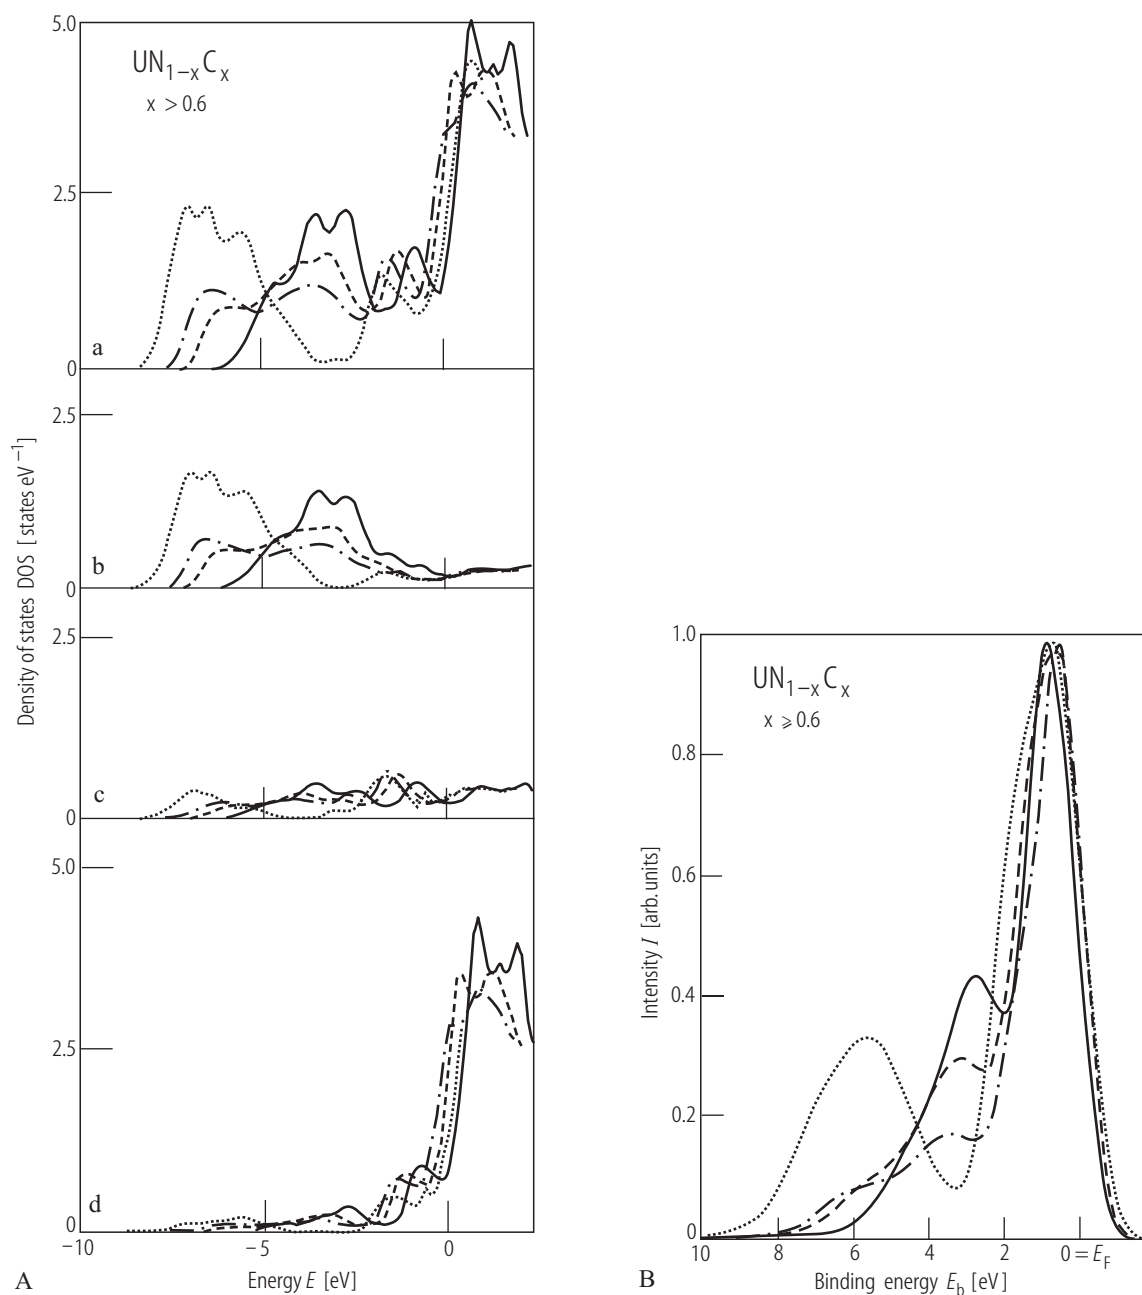 5.0
UN1−xCx
x > 0.6
2.5
a
0
2.5
b
0
2.5
c
0
5.0
2.5
d
0
−10
−5
0
Density of states DOS [states eV−1]
Energy E [eV]
A
1.0
UN1−xCx
x ⩾ 0.6
0.8
0.6
0.4
0.2
0
Intensity I [arb. units]
10
8
6
4
2
0 = EF
Binding energy Eb [eV]
B